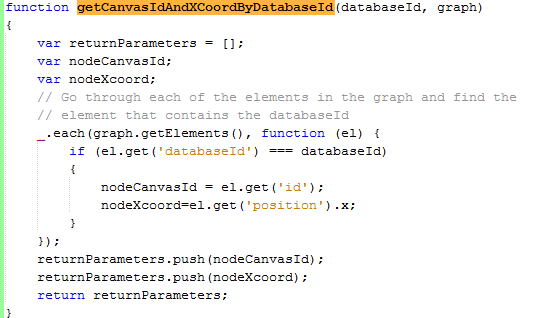 function getCanvasIdAndXCoordByDatabaseId(databaseId, graph)
{
    var returnParameters = [];
    var nodeCanvasId;
    var nodeXcoord;
    // Go through each of the elements in the graph and find the
    // element that contains the databaseId
    _.each(graph.getElements(), function (el) {
        if (el.get('databaseId') === databaseId)
        {
            nodeCanvasId = el.get('id');
            nodeXcoord=el.get('position').x;
        }
    });
    returnParameters.push(nodeCanvasId);
    returnParameters.push(nodeXcoord);
    return returnParameters;
}